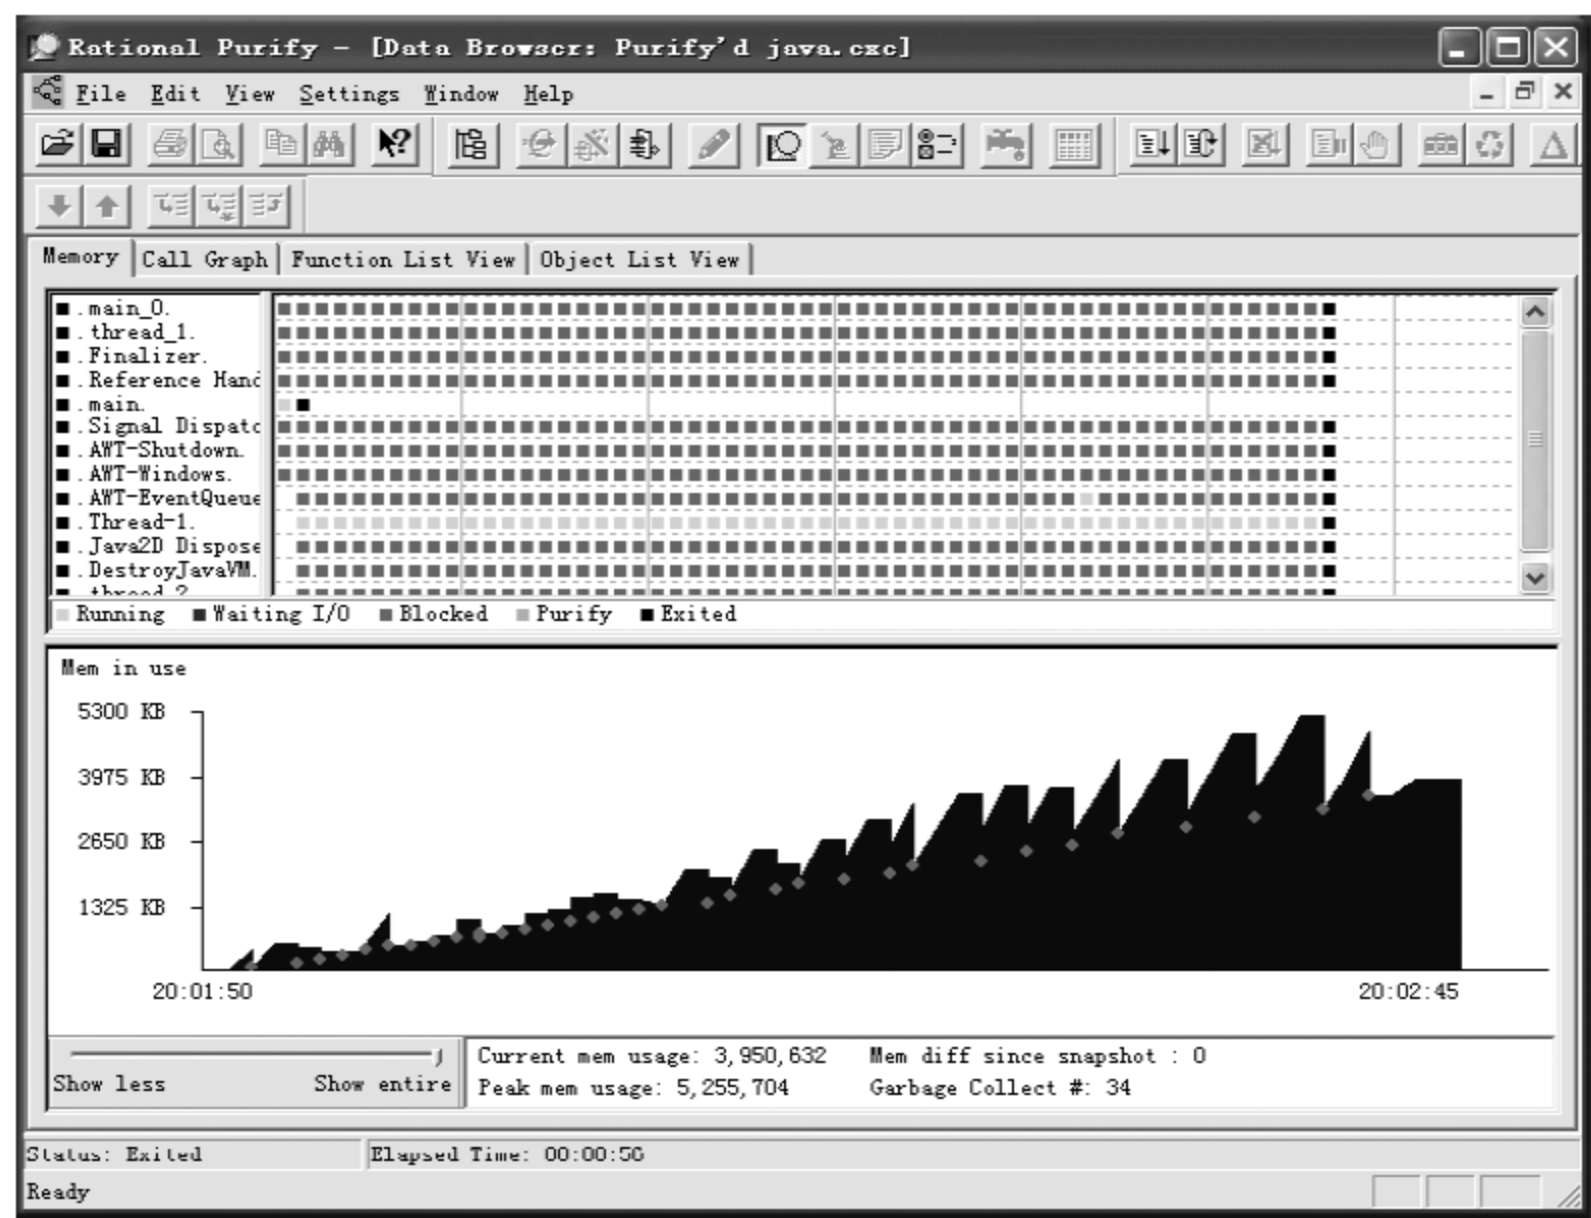 Rational Purify - [Data Browser: Purify'd java.exe]
File Edit View Settings Window Help
Memory Call Graph Function List View Object List View
.main_0.
.thread_1.
.Finalizer.
.Reference Hand
.main.
.Signal Dispatc
.AWT-Shutdown.
.AWT-Windows.
.AWT-EventQueue
.Thread-1.
.Java2D Dispose
.DestroyJavaVM.
.thread_2
Running Waiting I/O Blocked Purify Exited
Mem in use
5300 KB
3975 KB
2650 KB
1325 KB
20:01:50 20:02:45
Current mem usage: 3,950,632 Mem diff since snapshot : 0
Show less Show entire Peak mem usage: 5,255,704 Garbage Collect #: 34
Status: Exited Elapsed Time: 00:00:56
Ready